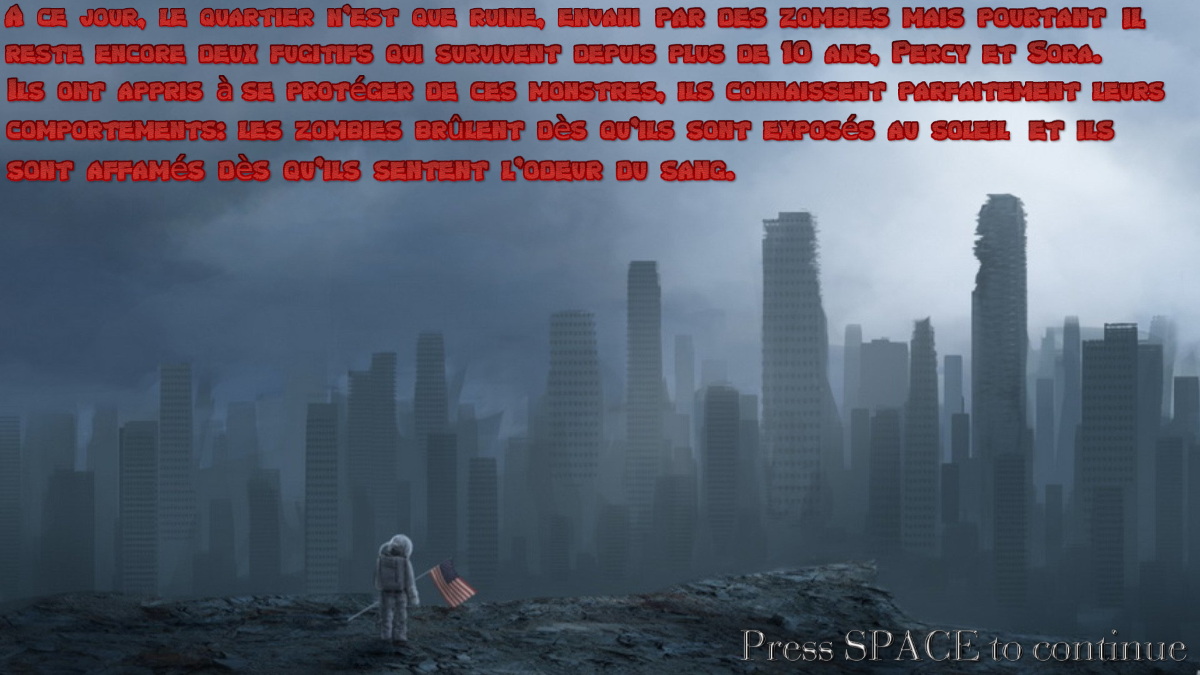 A ce jour, le quartier n'est que ruine, envahi par des zombies mais pourtant il
reste encore deux fugitifs qui survivent depuis plus de 10 ans, Percy et Sora.
Ils ont appris à se protéger de ces monstres, ils connaissent parfaitement leurs
comportements: les zombies brûlent dès qu'ils sont exposés au soleil et ils
sont affamés dès qu'ils sentent l'odeur du sang.
Press SPACE to continue